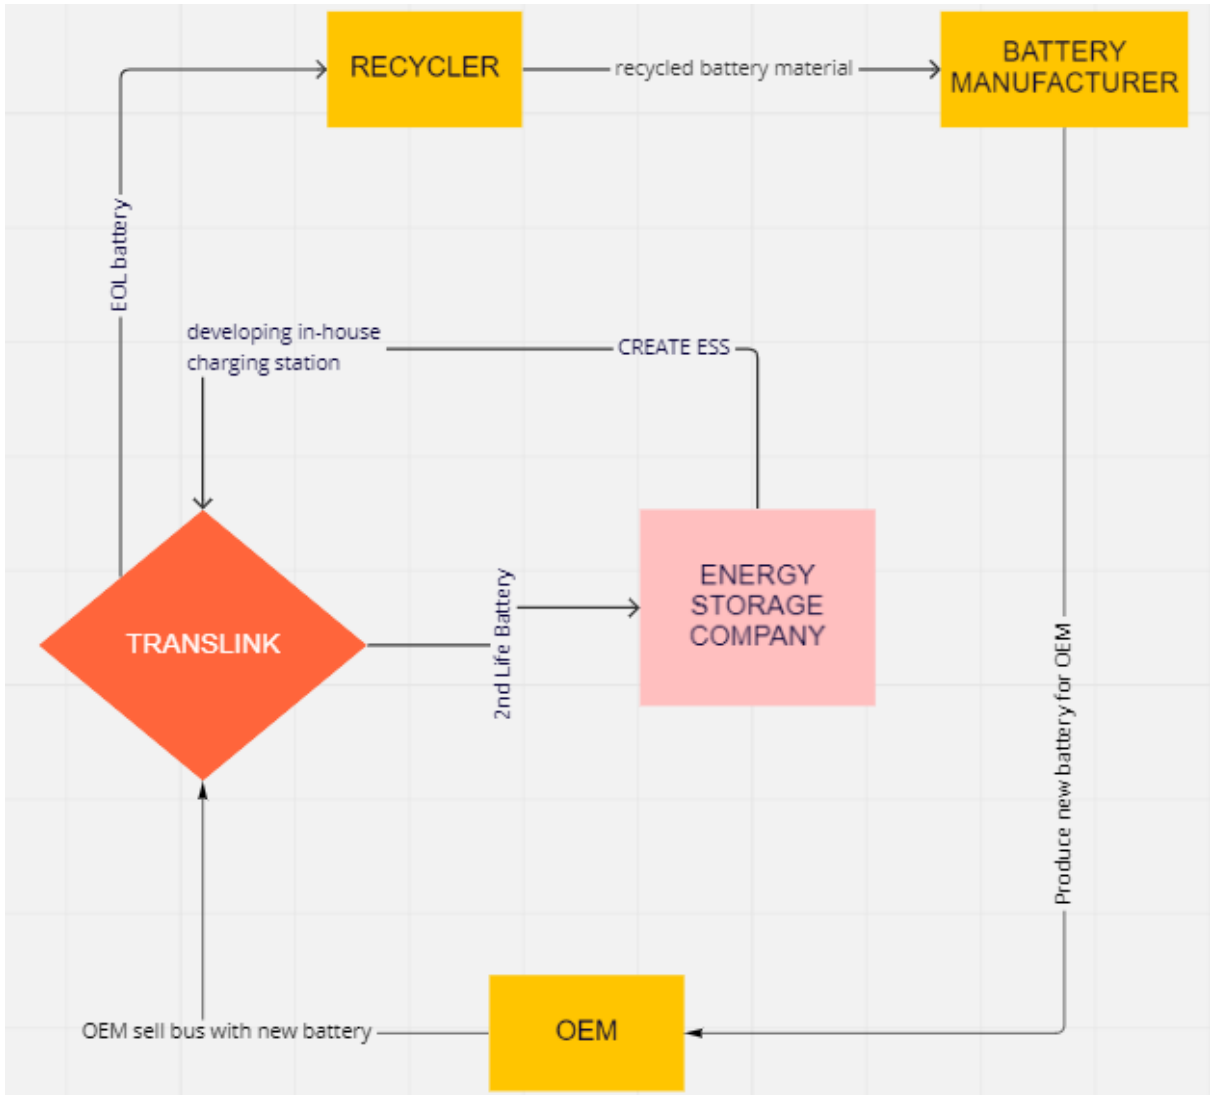 RECYCLER
recycled battery material
BATTERY
MANUFACTURER
EOL battery
developing in-house
charging station
CREATE ESS
TRANSLINK
2nd Life Battery
ENERGY
STORAGE
COMPANY
Produce new battery for OEM
OEM sell bus with new battery
OEM